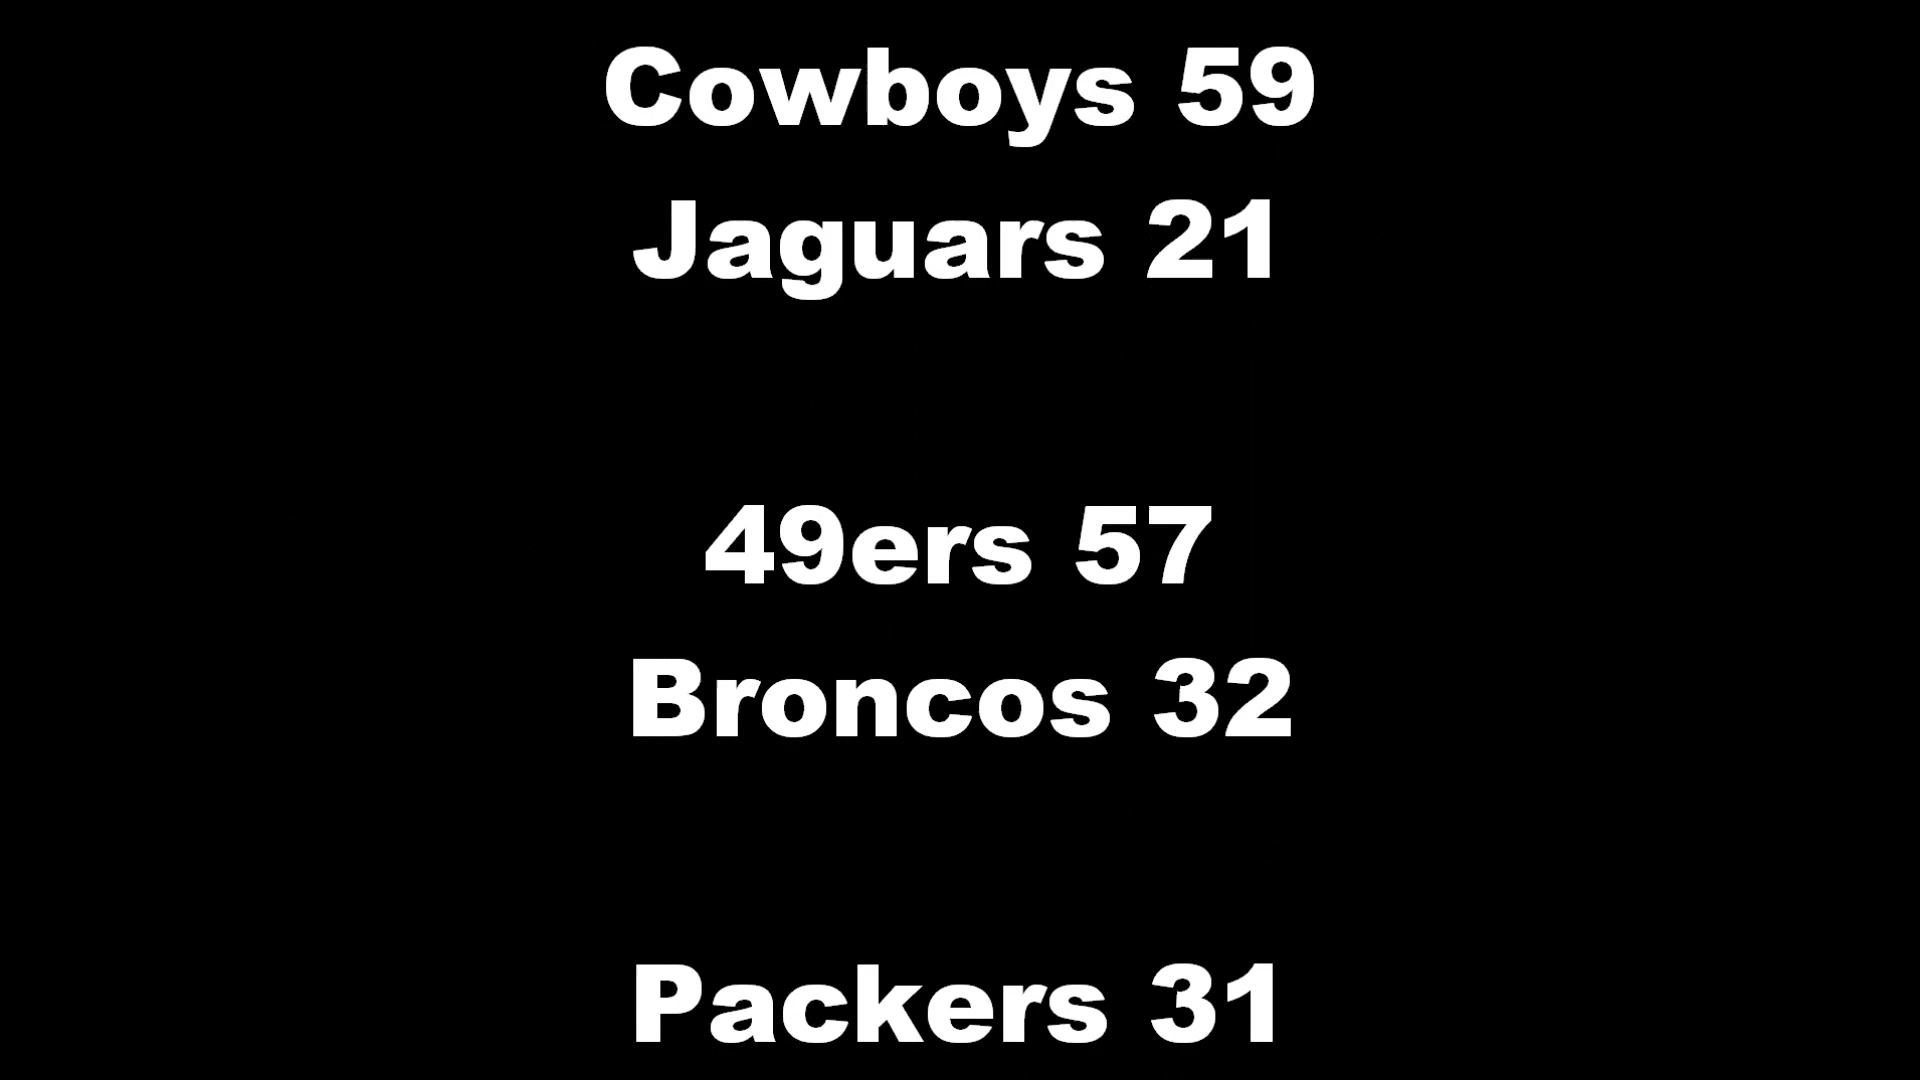 Cowboys 59
Jaguars 21
49ers 57
Broncos 32
Packers 31